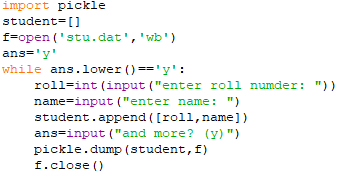 import pickle
student=[]
f=open('stu.dat','wb')
ans='y'
while ans.lower()=='y':
    roll=int(input("enter roll numder: "))
    name=input("enter name: ")
    student.append([roll,name])
    ans=input("and more? (y)")
    pickle.dump(student,f)
    f.close()